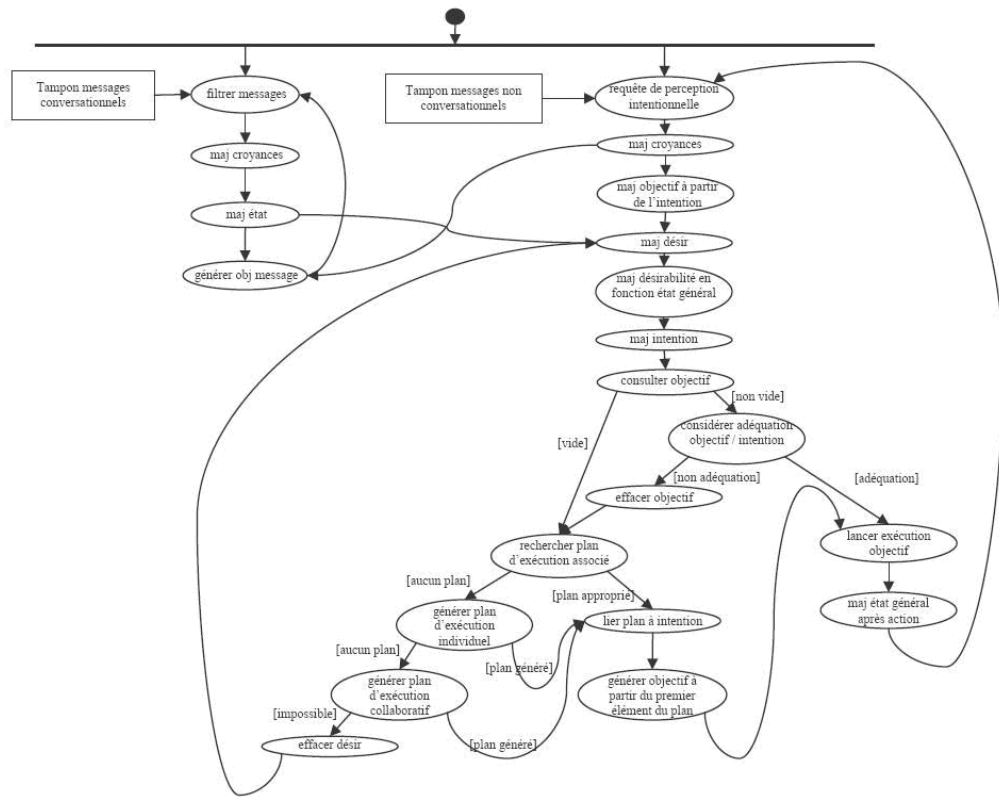 Tampon messages
conversationnels
filtrer messages
maj croyances
maj état
générer obj message
Tampon messages non
conversationnels
requête de perception
intentionnelle
maj croyances
maj objectif à partir
de l'intention
maj désir
maj désirabilité en
fonction état général
maj intention
consulter objectif
[non vide]
[vide]
considérer adéquation
objectif / intention
[non adéquation]
[adéquation]
effacer objectif
lancer exécution
objectif
maj état général
après action
rechercher plan
d'exécution associé
[aucun plan]
[plan approprié]
générer plan
d'exécution
individuel
lier plan à intention
[aucun plan]
[plan généré]
générer plan
d'exécution
collaboratif
générer objectif à
partir du premier
élément du plan
[impossible]
[plan généré]
effacer désir